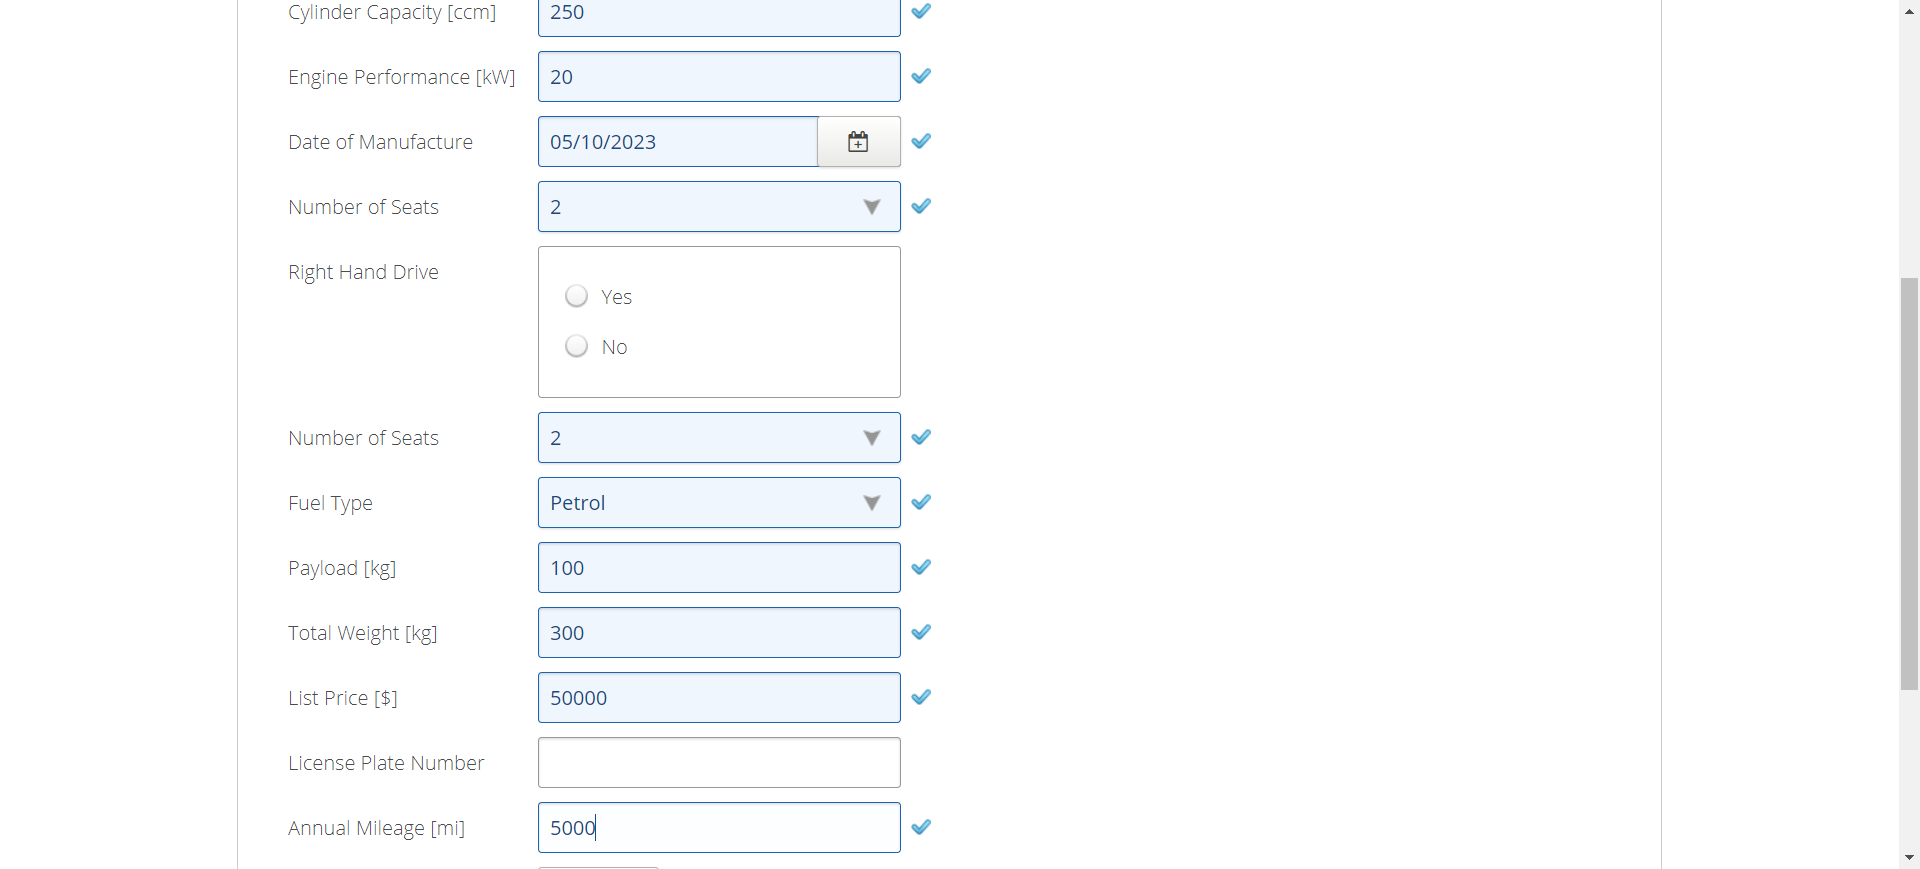 Cylinder Capacity [ccm] 250
Engine Performance [kW] 20
Date of Manufacture 05/10/2023
Number of Seats 2
Right Hand Drive
Yes
No
Number of Seats 2
Fuel Type Petrol
Payload [kg] 100
Total Weight [kg] 300
List Price [$] 50000
License Plate Number
Annual Mileage [mi] 5000